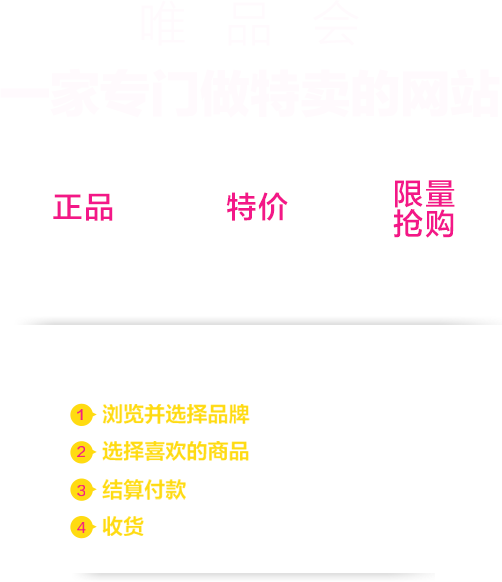 唯品会
一家专门做特卖的网站
正品
特价
限量
抢购
1 浏览并选择品牌
2 选择喜欢的商品
3 结算付款
4 收货